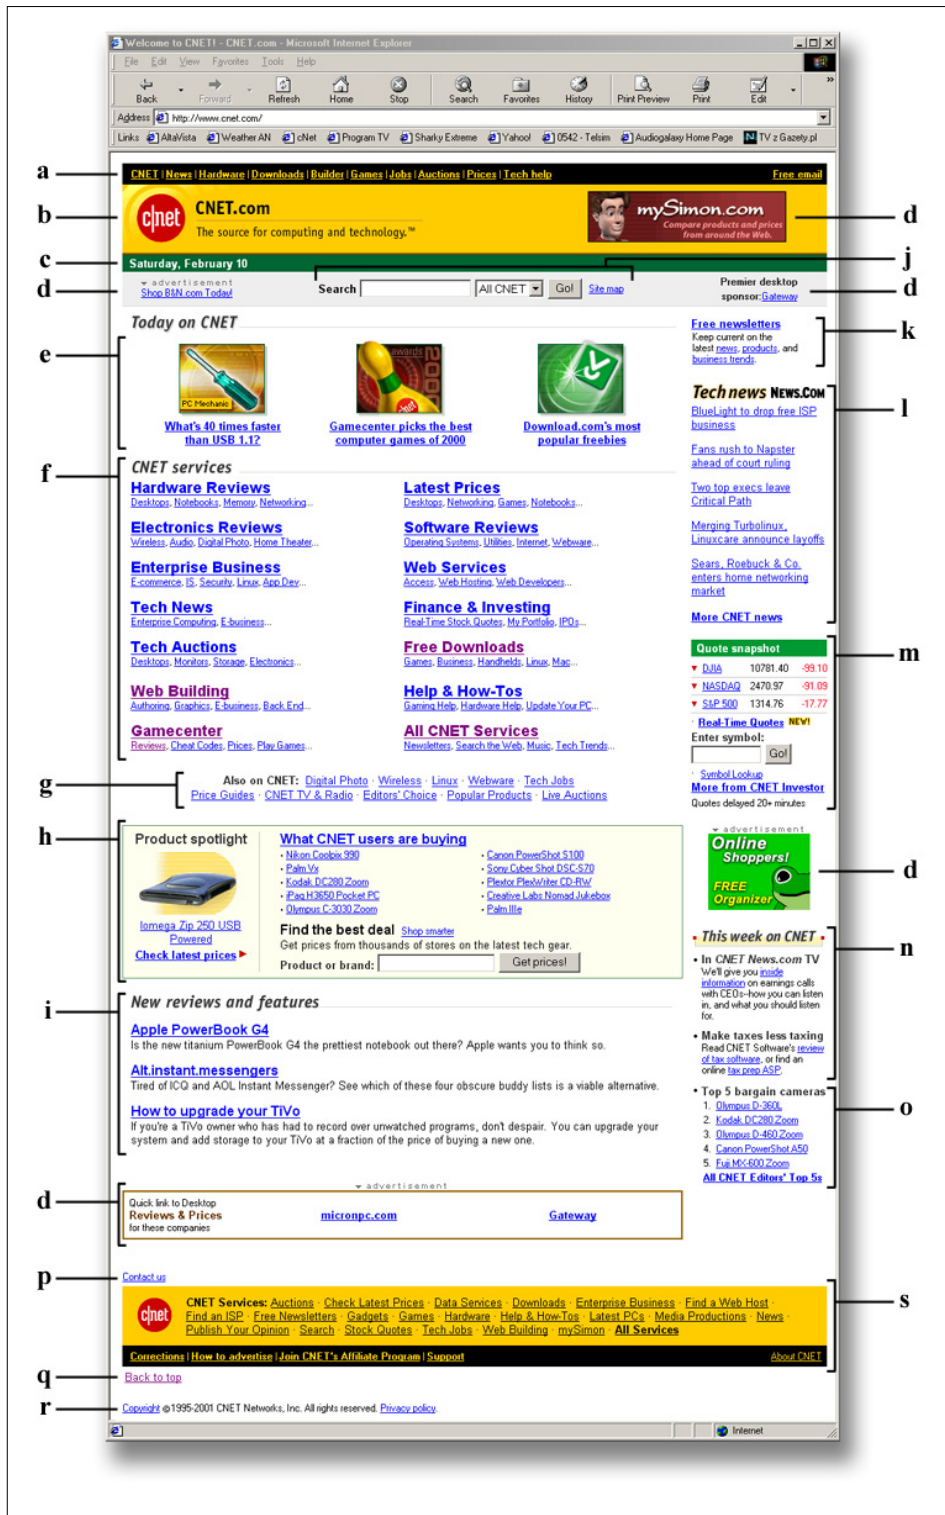 Welcome to CNET! - CNET.com - Microsoft Internet Explorer
File Edit View Favorites Tools Help
Back Forward Refresh Home Stop Search Favorites History Print Preview Print Edit »
Address http://www.cnet.com/
Links AltaVista Weather AN cNet Program TV Sharky Extreme Yahoo! 0542 - Telsim Audiogalaxy Home Page TV z Gazety.pl
a
CNET | News | Hardware | Downloads | Builder | Games | Jobs | Auctions | Prices | Tech help
Free email
b
c|net
CNET.com
The source for computing and technology.™
mySimon.com
Compare products and prices
from around the Web.
d
c
Saturday, February 10
j
d
advertisement
Shop B&N.com Today!
Search All CNET Go! Site map
Premier desktop
sponsor:Gateway
d
Today on CNET
e
PC Mechanic
What's 40 times faster
than USB 1.1?
awards 2000
c|net
Gamecenter picks the best
computer games of 2000
Download.com's most
popular freebies
Free newsletters
Keep current on the
latest news, products, and
business trends.
k
Tech news News.Com
BlueLight to drop free ISP
business
Fans rush to Napster
ahead of court ruling
Two top execs leave
Critical Path
Merging Turbolinux,
Linuxcare announce layoffs
Sears, Roebuck & Co.
enters home networking
market
More CNET news
l
f
CNET services
Hardware Reviews
Desktops, Notebooks, Memory, Networking...
Latest Prices
Desktops, Networking, Games, Notebooks...
Electronics Reviews
Wireless, Audio, Digital Photo, Home Theater...
Software Reviews
Operating Systems, Utilities, Internet, Webware...
Enterprise Business
E-commerce, IS, Security, Linux, App Dev...
Web Services
Access, Web Hosting, Web Developers...
Tech News
Enterprise Computing, E-business...
Finance & Investing
Real-Time Stock Quotes, My Portfolio, IPOs...
Tech Auctions
Desktops, Monitors, Storage, Electronics...
Free Downloads
Games, Business, Handhelds, Linux, Mac...
Web Building
Authoring, Graphics, E-business, Back End...
Help & How-Tos
Gaming Help, Hardware Help, Update Your PC...
Gamecenter
Reviews, Cheat Codes, Prices, Play Games...
All CNET Services
Newsletters, Search the Web, Music, Tech Trends...
Quote snapshot
DJIA 10781.40 -99.10
NASDAQ 2470.97 -91.09
S&P 500 1314.76 -17.77
· Real-Time Quotes NEW!
Enter symbol:
Go!
· Symbol Lookup
More from CNET Investor
Quotes delayed 20+ minutes
m
g
Also on CNET: Digital Photo · Wireless · Linux · Webware · Tech Jobs
Price Guides · CNET TV & Radio · Editors' Choice · Popular Products · Live Auctions
h
Product spotlight
Iomega Zip 250 USB
Powered
Check latest prices
What CNET users are buying
· Nikon Coolpix 990
· Palm Vx
· Kodak DC280 Zoom
· iPaq H3650 Pocket PC
· Olympus C-3030 Zoom
· Canon PowerShot S100
· Sony Cyber Shot DSC-S70
· Plextor PlexWriter CD-RW
· Creative Labs Nomad Jukebox
· Palm IIIe
Find the best deal Shop smarter
Get prices from thousands of stores on the latest tech gear.
Product or brand: Get prices!
advertisement
Online
Shoppers!
FREE
Organizer
d
This week on CNET
• In CNET News.com TV
We'll give you inside
information on earnings calls
with CEOs--how you can listen
in, and what you should listen
for.
• Make taxes less taxing
Read CNET Software's review
of tax software, or find an
online tax prep ASP.
n
• Top 5 bargain cameras
1. Olympus D-360L
2. Kodak DC280 Zoom
3. Olympus D-460 Zoom
4. Canon PowerShot A50
5. Fuji MX-600 Zoom
All CNET Editors' Top 5s
o
i
New reviews and features
Apple PowerBook G4
Is the new titanium PowerBook G4 the prettiest notebook out there? Apple wants you to think so.
Alt.instant.messengers
Tired of ICQ and AOL Instant Messenger? See which of these four obscure buddy lists is a viable alternative.
How to upgrade your TiVo
If you're a TiVo owner who has had to record over unwatched programs, don't despair. You can upgrade your
system and add storage to your TiVo at a fraction of the price of buying a new one.
d
advertisement
Quick link to Desktop
Reviews & Prices
for these companies
micronpc.com
Gateway
p
Contact us
c|net
CNET Services: Auctions · Check Latest Prices · Data Services · Downloads · Enterprise Business · Find a Web Host ·
Find an ISP · Free Newsletters · Gadgets · Games · Hardware · Help & How-Tos · Latest PCs · Media Productions · News ·
Publish Your Opinion · Search · Stock Quotes · Tech Jobs · Web Building · mySimon · All Services
s
Corrections | How to advertise | Join CNET's Affiliate Program | Support
About CNET
q
Back to top
r
Copyright ©1995-2001 CNET Networks, Inc. All rights reserved. Privacy policy.
Internet